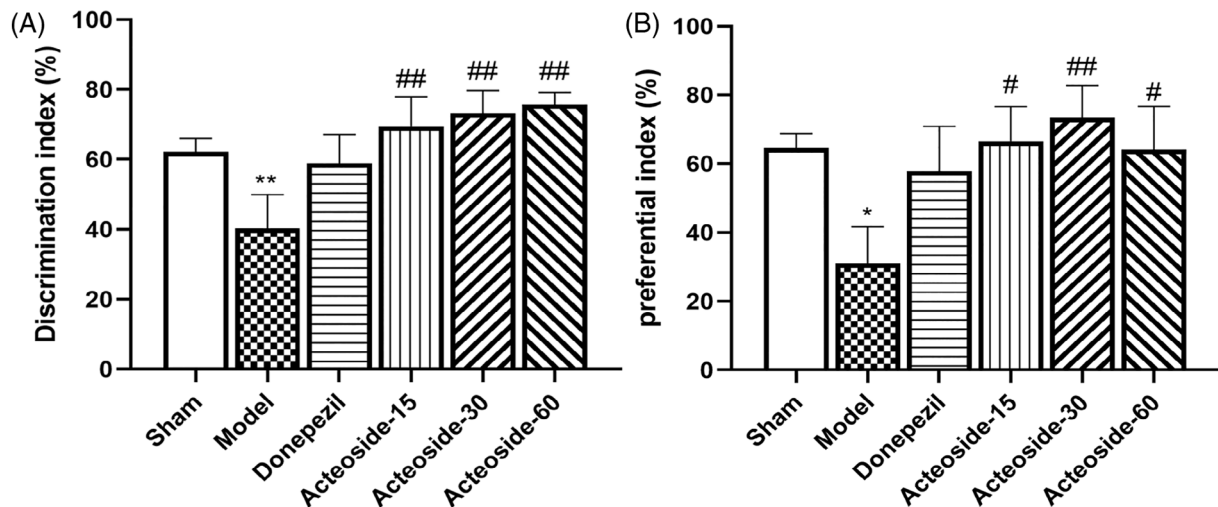 (A)
Discrimination index (%)
100
80
60
40
20
0
**
##
##
##
Sham
Model
Donepezil
Acteoside-15
Acteoside-30
Acteoside-60
(B)
preferential index (%)
100
80
60
40
20
0
*
#
##
#
Sham
Model
Donepezil
Acteoside-15
Acteoside-30
Acteoside-60